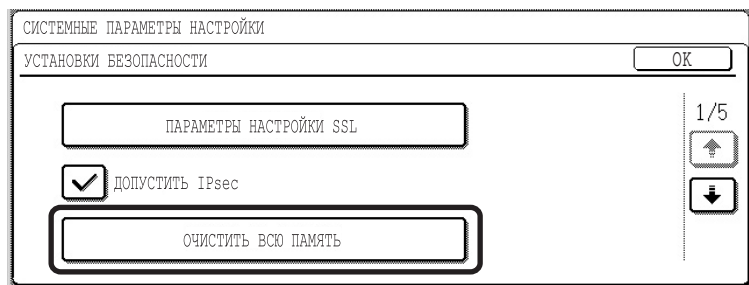 СИСТЕМНЫЕ ПАРАМЕТРЫ НАСТРОЙКИ
УСТАНОВКИ БЕЗОПАСНОСТИ
OK
ПАРАМЕТРЫ НАСТРОЙКИ SSL
1/5
ДОПУСТИТЬ IPsec
ОЧИСТИТЬ ВСЮ ПАМЯТЬ